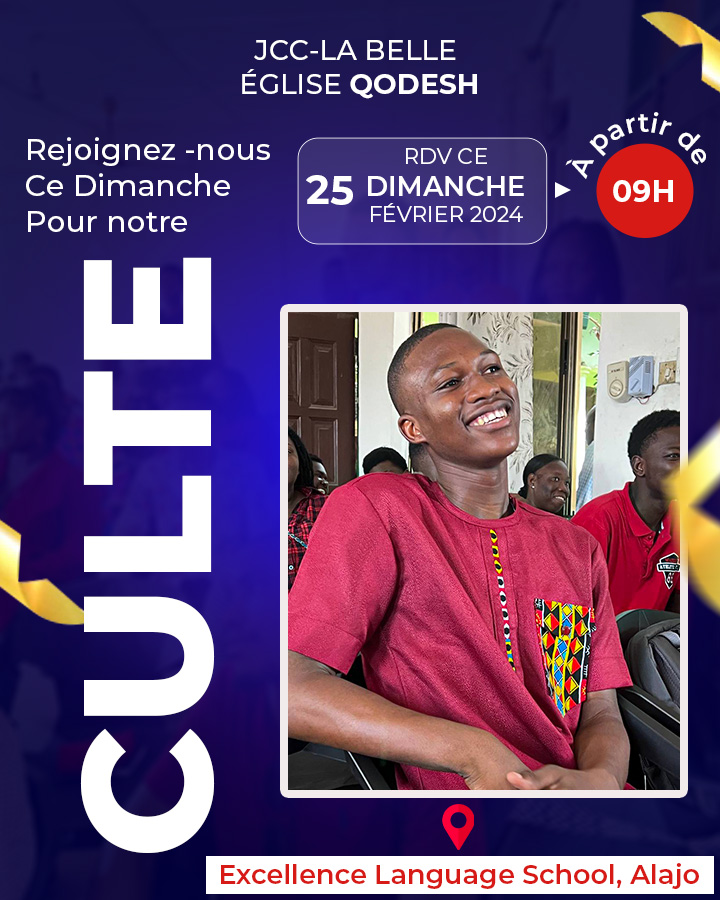 JCC-LA BELLE
ÉGLISE QODESH
Rejoignez -nous
Ce Dimanche
Pour notre
RDV CE
25 DIMANCHE
FÉVRIER 2024
À partir de
09H
CULTE
Excellence Language School, Alajo